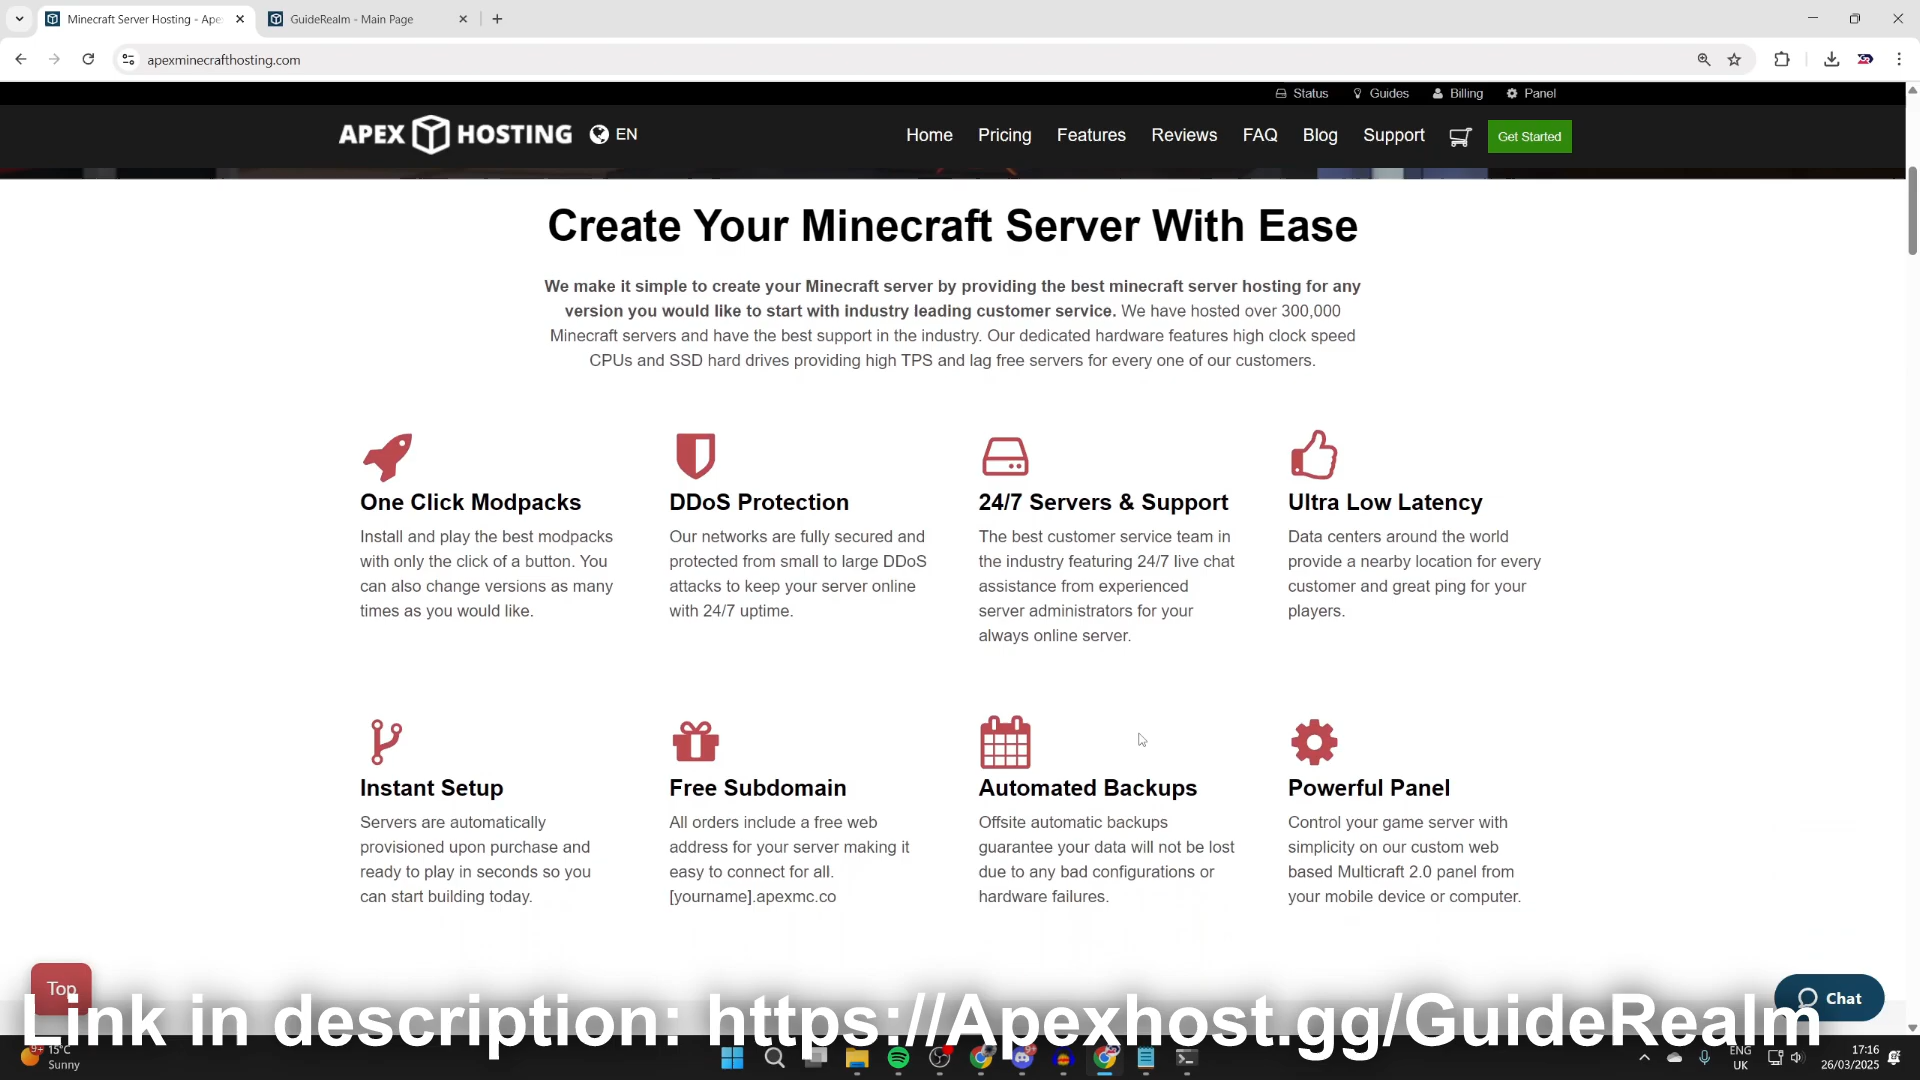 Minecraft Server Hosting - Ape
GuideRealm - Main Page
apexminecrafthosting.com
Status
Guides
Billing
Panel
APEX HOSTING
EN
Home
Pricing
Features
Reviews
FAQ
Blog
Support
Get Started
Create Your Minecraft Server With Ease
We make it simple to create your Minecraft server by providing the best minecraft server hosting for any
version you would like to start with industry leading customer service. We have hosted over 300,000
Minecraft servers and have the best support in the industry. Our dedicated hardware features high clock speed
CPUs and SSD hard drives providing high TPS and lag free servers for every one of our customers.
One Click Modpacks
Install and play the best modpacks
with only the click of a button. You
can also change versions as many
times as you would like.
DDoS Protection
Our networks are fully secured and
protected from small to large DDoS
attacks to keep your server online
with 24/7 uptime.
24/7 Servers & Support
The best customer service team in
the industry featuring 24/7 live chat
assistance from experienced
server administrators for your
always online server.
Ultra Low Latency
Data centers around the world
provide a nearby location for every
customer and great ping for your
players.
Instant Setup
Servers are automatically
provisioned upon purchase and
ready to play in seconds so you
can start building today.
Free Subdomain
All orders include a free web
address for your server making it
easy to connect for all.
[yourname].apexmc.co
Automated Backups
Offsite automatic backups
guarantee your data will not be lost
due to any bad configurations or
hardware failures.
Powerful Panel
Control your game server with
simplicity on our custom web
based Multicraft 2.0 panel from
your mobile device or computer.
Top
Chat
Link in description: https://Apexhost.gg/GuideRealm
9+
15°C
Sunny
ENG
UK
17:16
26/03/2025